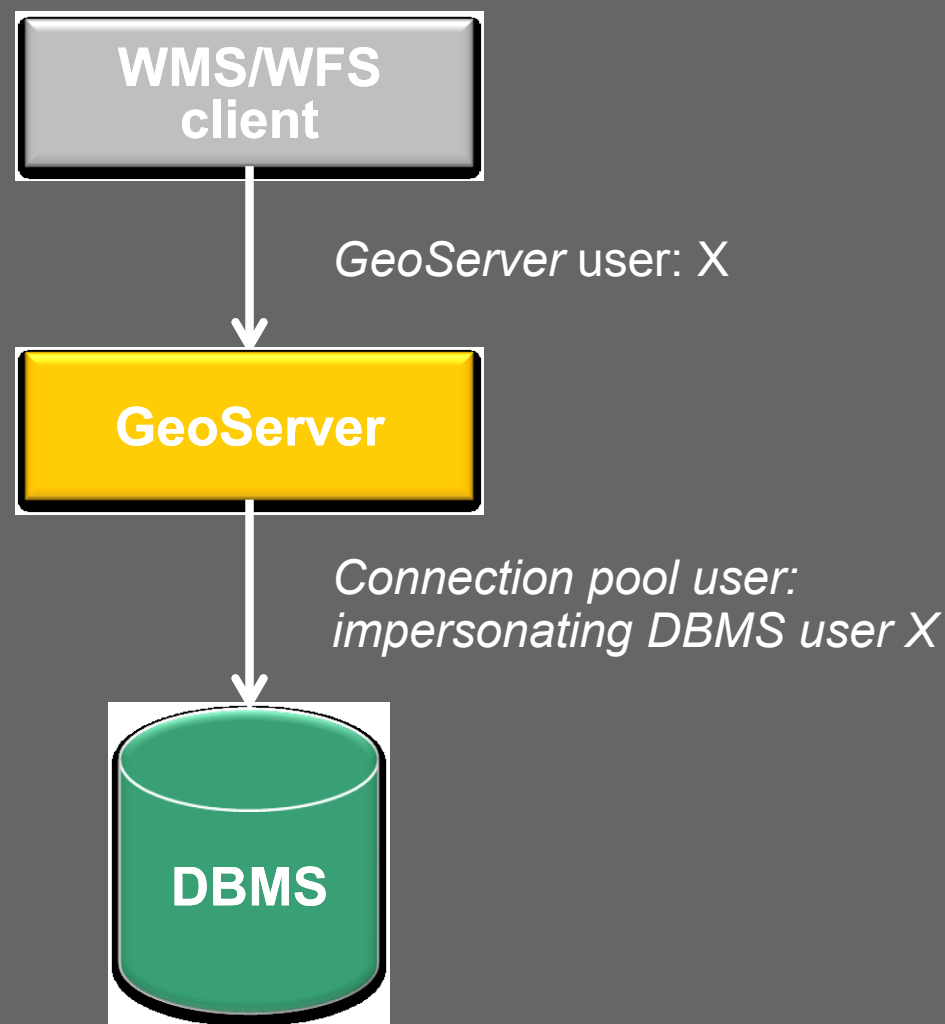 WMS/WFS
client
GeoServer user: X
GeoServer
Connection pool user:
impersonating DBMS user X
DBMS